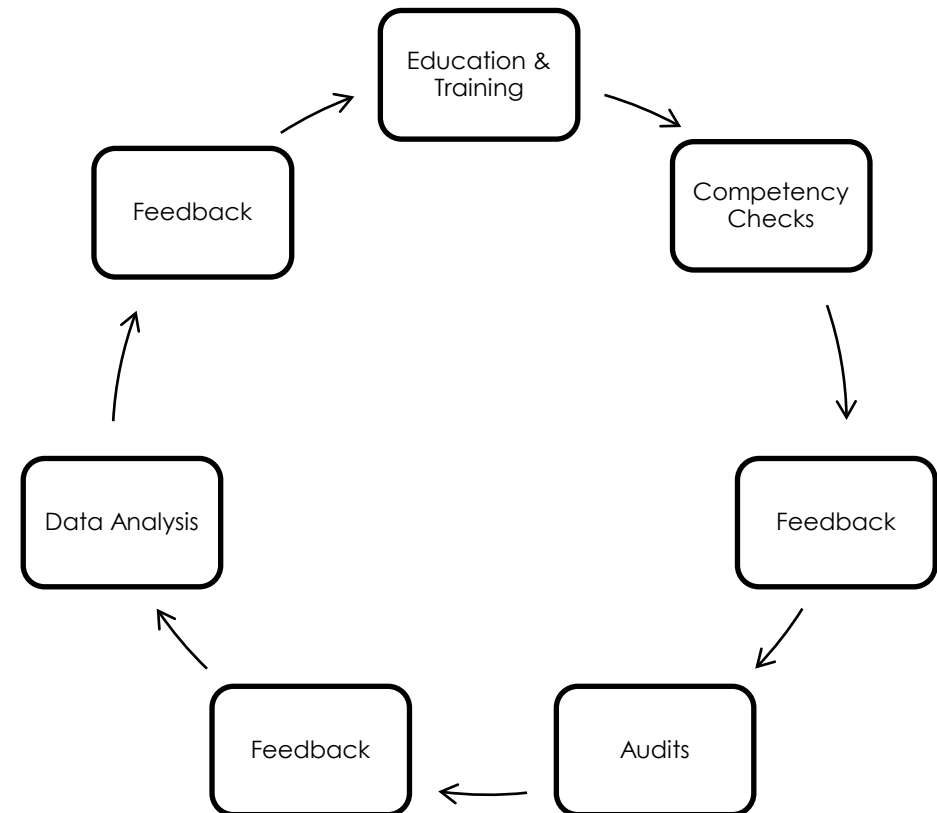 Education &
Training
Competency
Checks
Feedback
Audits
Feedback
Data Analysis
Feedback